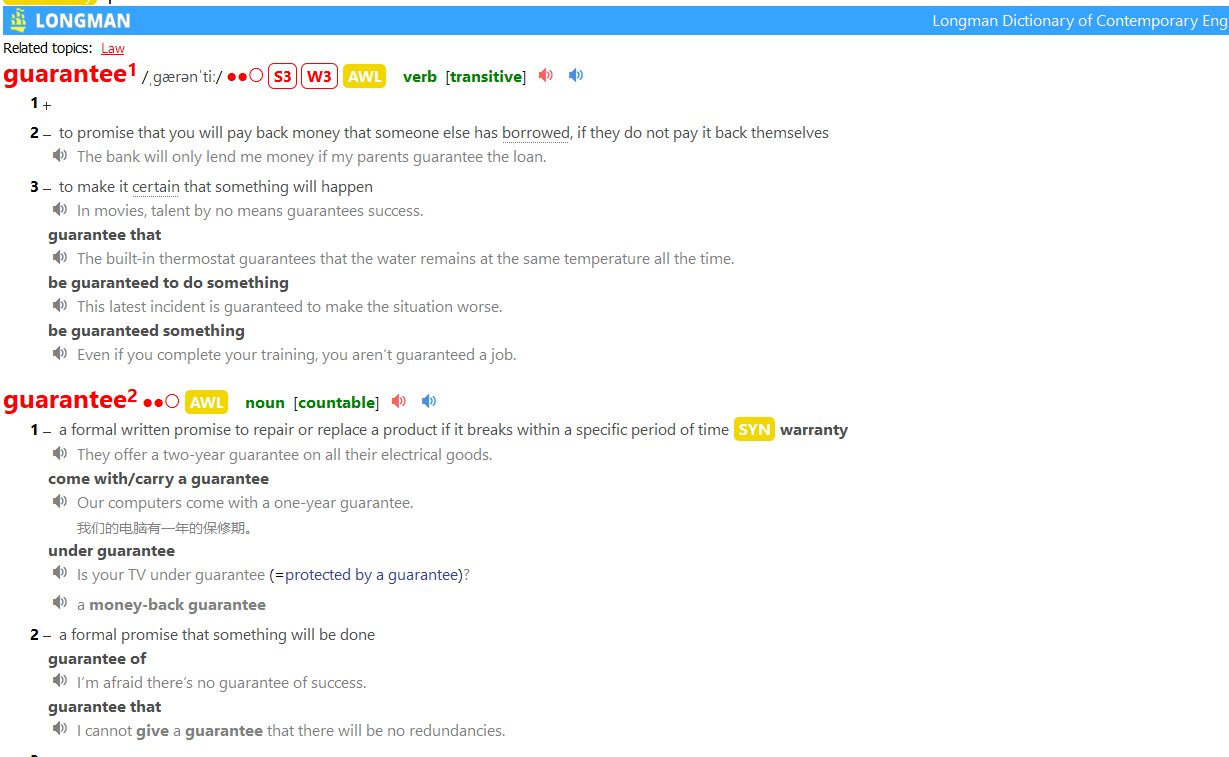 LONGMAN Longman Dictionary of Contemporary Eng
Related topics: Law
guarantee1 /ˌɡærənˈtiː/ ●●○ S3 W3 AWL verb [transitive]
1 +
2 – to promise that you will pay back money that someone else has borrowed, if they do not pay it back themselves
The bank will only lend me money if my parents guarantee the loan.
3 – to make it certain that something will happen
In movies, talent by no means guarantees success.
guarantee that
The built-in thermostat guarantees that the water remains at the same temperature all the time.
be guaranteed to do something
This latest incident is guaranteed to make the situation worse.
be guaranteed something
Even if you complete your training, you aren’t guaranteed a job.
guarantee2 ●●○ AWL noun [countable]
1 – a formal written promise to repair or replace a product if it breaks within a specific period of time SYN warranty
They offer a two-year guarantee on all their electrical goods.
come with/carry a guarantee
Our computers come with a one-year guarantee.
我们的电脑有一年的保修期。
under guarantee
Is your TV under guarantee (=protected by a guarantee)?
a money-back guarantee
2 – a formal promise that something will be done
guarantee of
I’m afraid there’s no guarantee of success.
guarantee that
I cannot give a guarantee that there will be no redundancies.